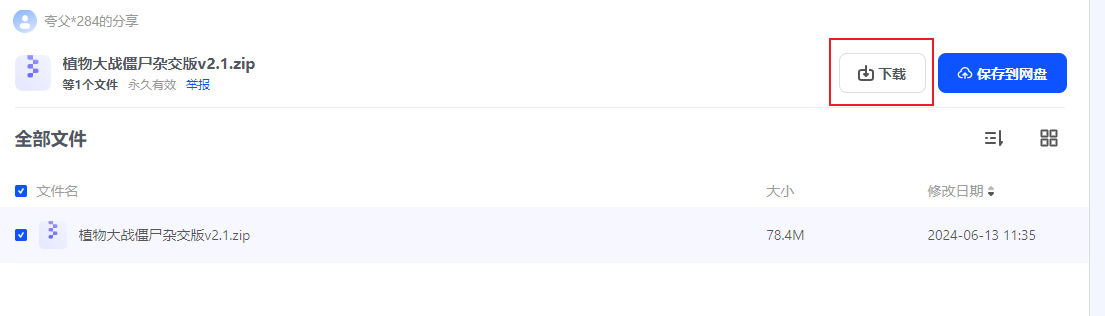 夸父*284的分享
植物大战僵尸杂交版v2.1.zip
等1个文件 永久有效 举报
下载
保存到网盘
全部文件
文件名 大小 修改日期
植物大战僵尸杂交版v2.1.zip 78.4M 2024-06-13 11:35